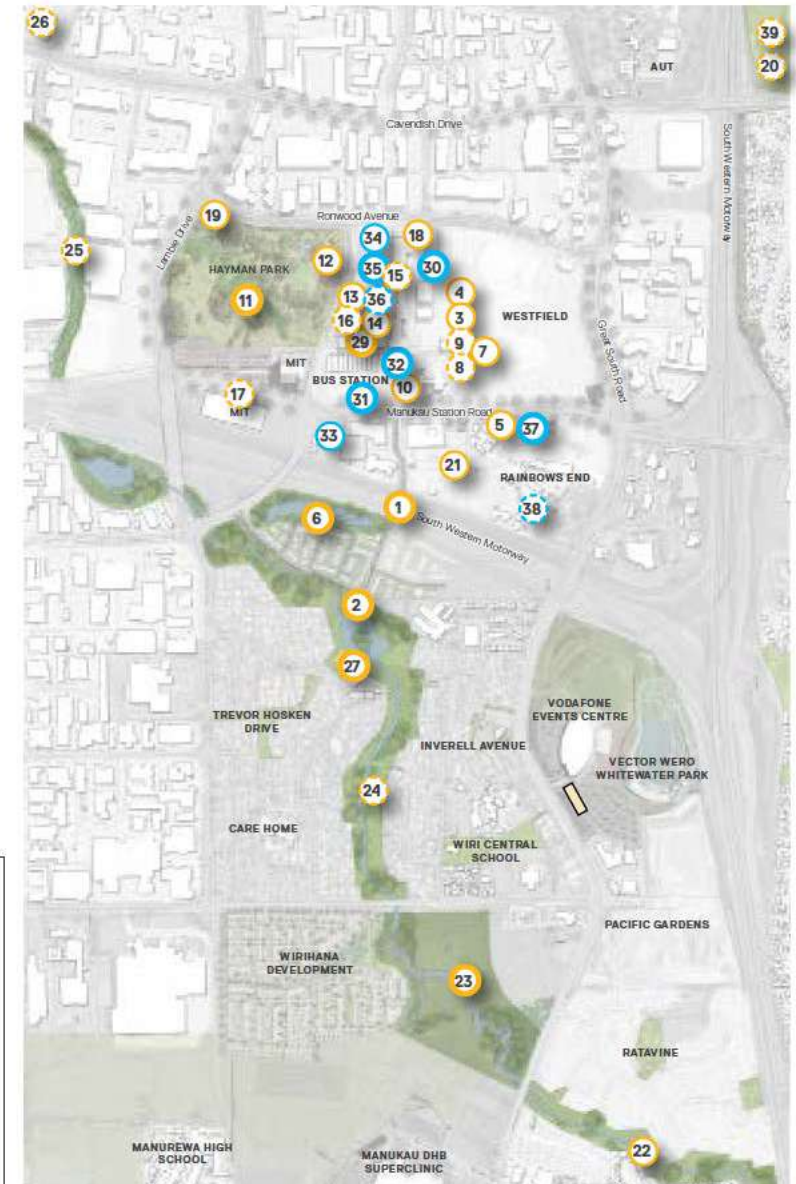 26
39
20
AUT
Cavendish Drive
South Western Motorway
19
Ronwood Avenue
34
18
Lambie Drive
25
12
HAYMAN PARK
35
15
30
11
13
36
4
16
14
3
WESTFIELD
29
9
7
Great South Road
MIT
32
8
BUS STATION
10
17
MIT
31
Manukau Station Road
33
5
37
21
RAINBOWS END
1
38
6
South Western Motorway
2
27
TREVOR HOSKEN
DRIVE
VODAFONE
EVENTS CENTRE
INVERELL AVENUE
VECTOR WERO
WHITEWATER PARK
24
CARE HOME
WIRI CENTRAL
SCHOOL
PACIFIC GARDENS
WIRIHANA
DEVELOPMENT
23
RATAVINE
MANUREWA HIGH
SCHOOL
MANUKAU DHB
SUPERCLINIC
22